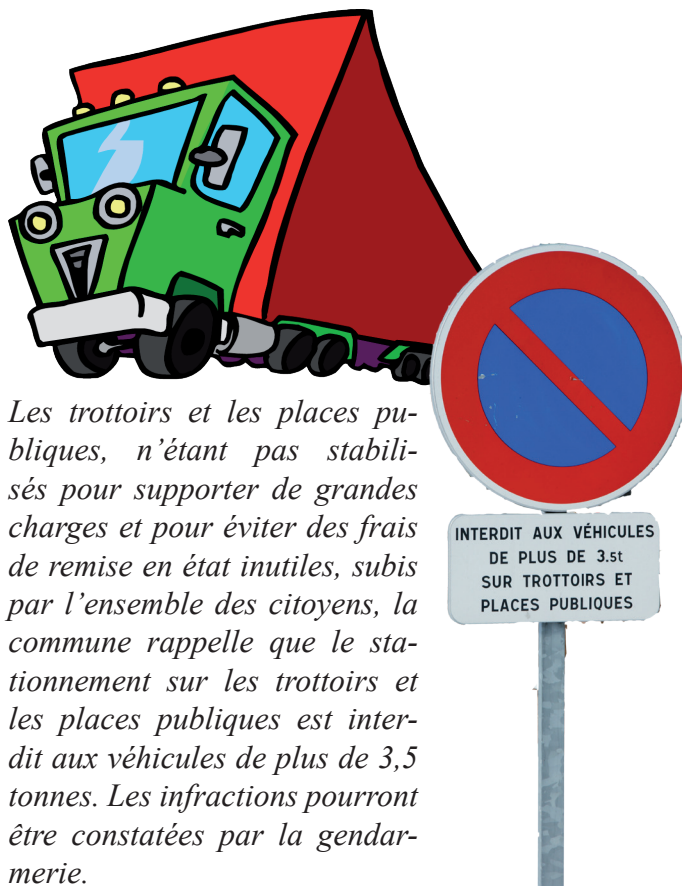 Les trottoirs et les places pu-
bliques, n'étant pas stabili-
sés pour supporter de grandes
charges et pour éviter des frais
de remise en état inutiles, subis
par l'ensemble des citoyens, la
commune rappelle que le sta-
tionnement sur les trottoirs et
les places publiques est inter-
dit aux véhicules de plus de 3,5
tonnes. Les infractions pourront
être constatées par la gendar-
merie.
INTERDIT AUX VÉHICULES
DE PLUS DE 3.5t
SUR TROTTOIRS ET
PLACES PUBLIQUES